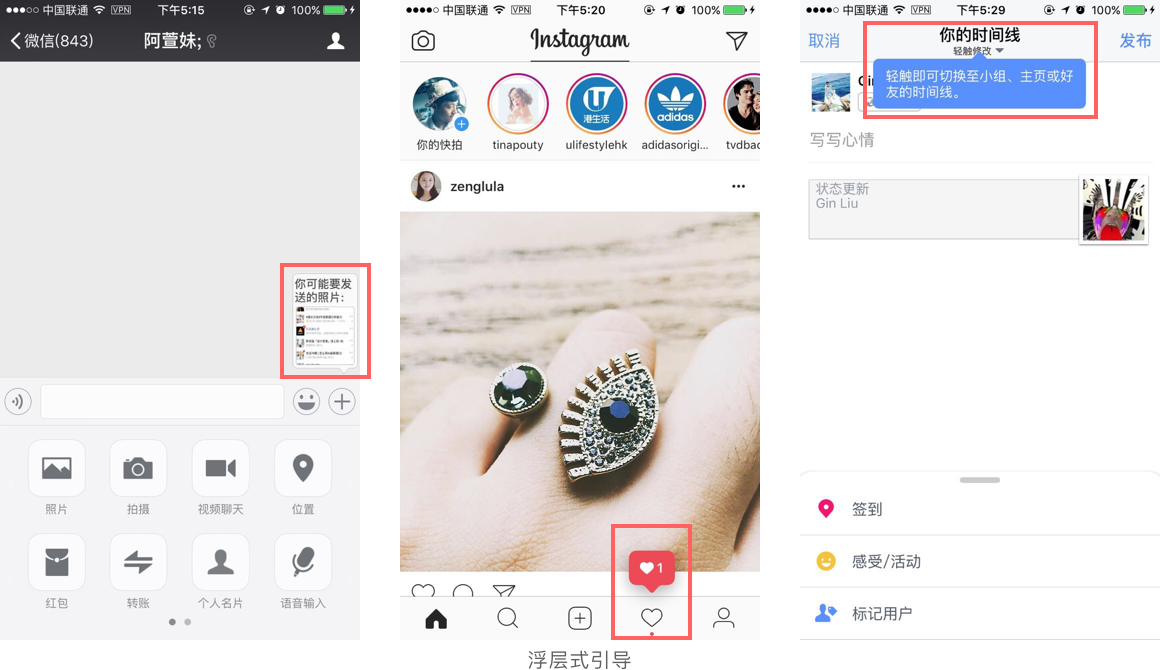 中国联通 VPN 下午5:15 100%
微信(843) 阿萱妹;
你可能要发
送的照片:
照片 拍摄 视频聊天 位置
红包 转账 个人名片 语音输入
中国联通 VPN 下午5:20 100%
Instagram
港生活
adidas
你的快拍 tinapouty ulifestylehk adidasorigi... tvdbac
zenglula
1
中国联通 VPN 下午5:29 100%
取消 你的时间线 发布
轻触修改
轻触即可切换至小组、主页或好
友的时间线。
Gin
写写心情
状态更新
Gin Liu
签到
感受/活动
标记用户
浮层式引导